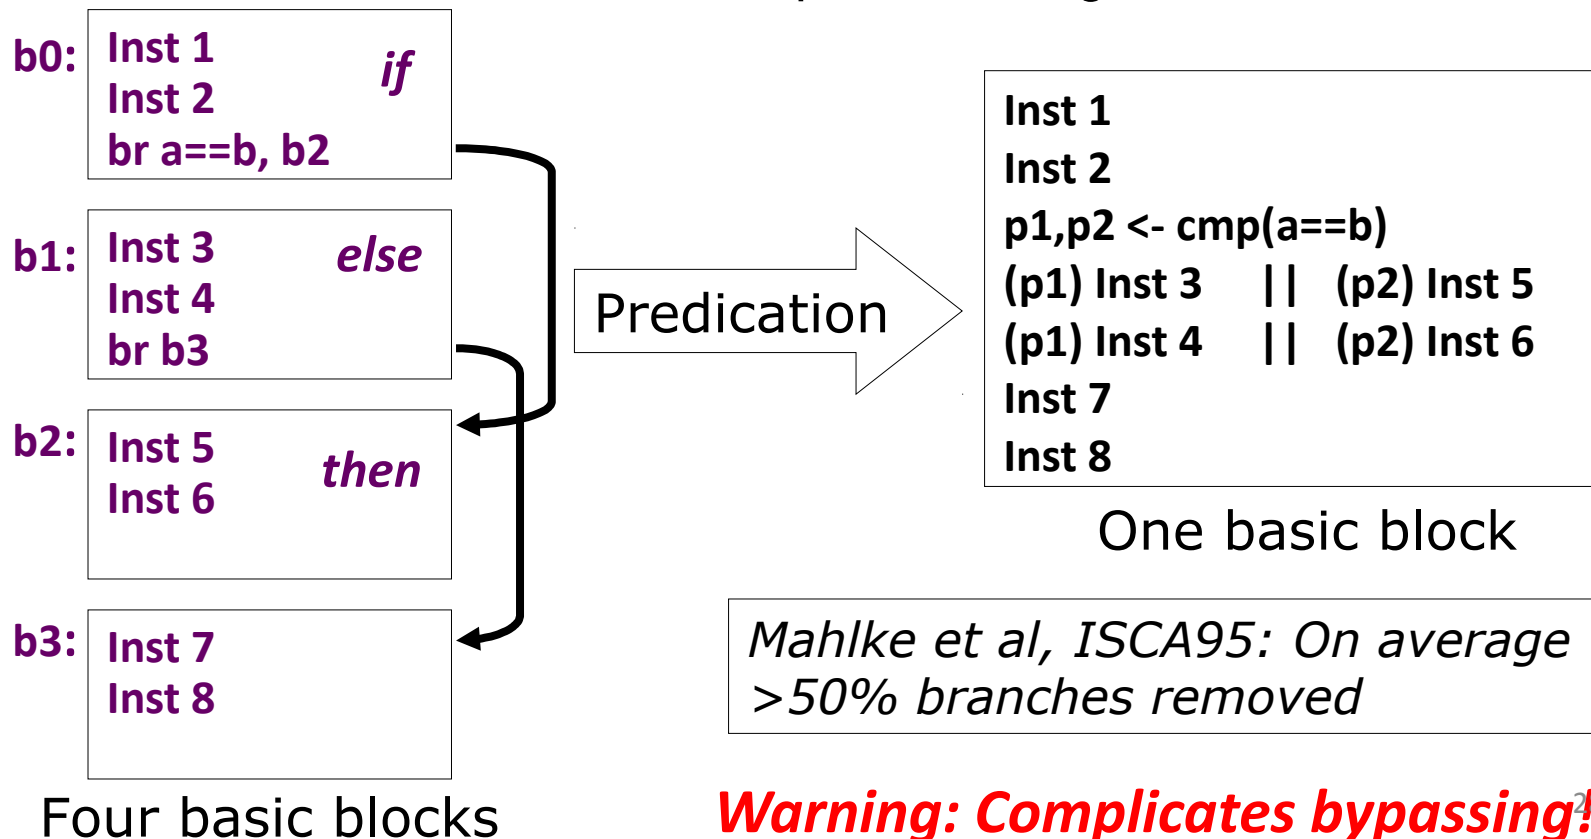 b0:
Inst 1
if
Inst 2
br a==b, b2
b1:
Inst 3
else
Inst 4
br b3
b2:
Inst 5
then
Inst 6
b3:
Inst 7
Inst 8
Four basic blocks
Predication
Inst 1
Inst 2
p1,p2 <- cmp(a==b)
(p1) Inst 3 || (p2) Inst 5
(p1) Inst 4 || (p2) Inst 6
Inst 7
Inst 8
One basic block
Mahlke et al, ISCA95: On average
>50% branches removed
Warning: Complicates bypassing!